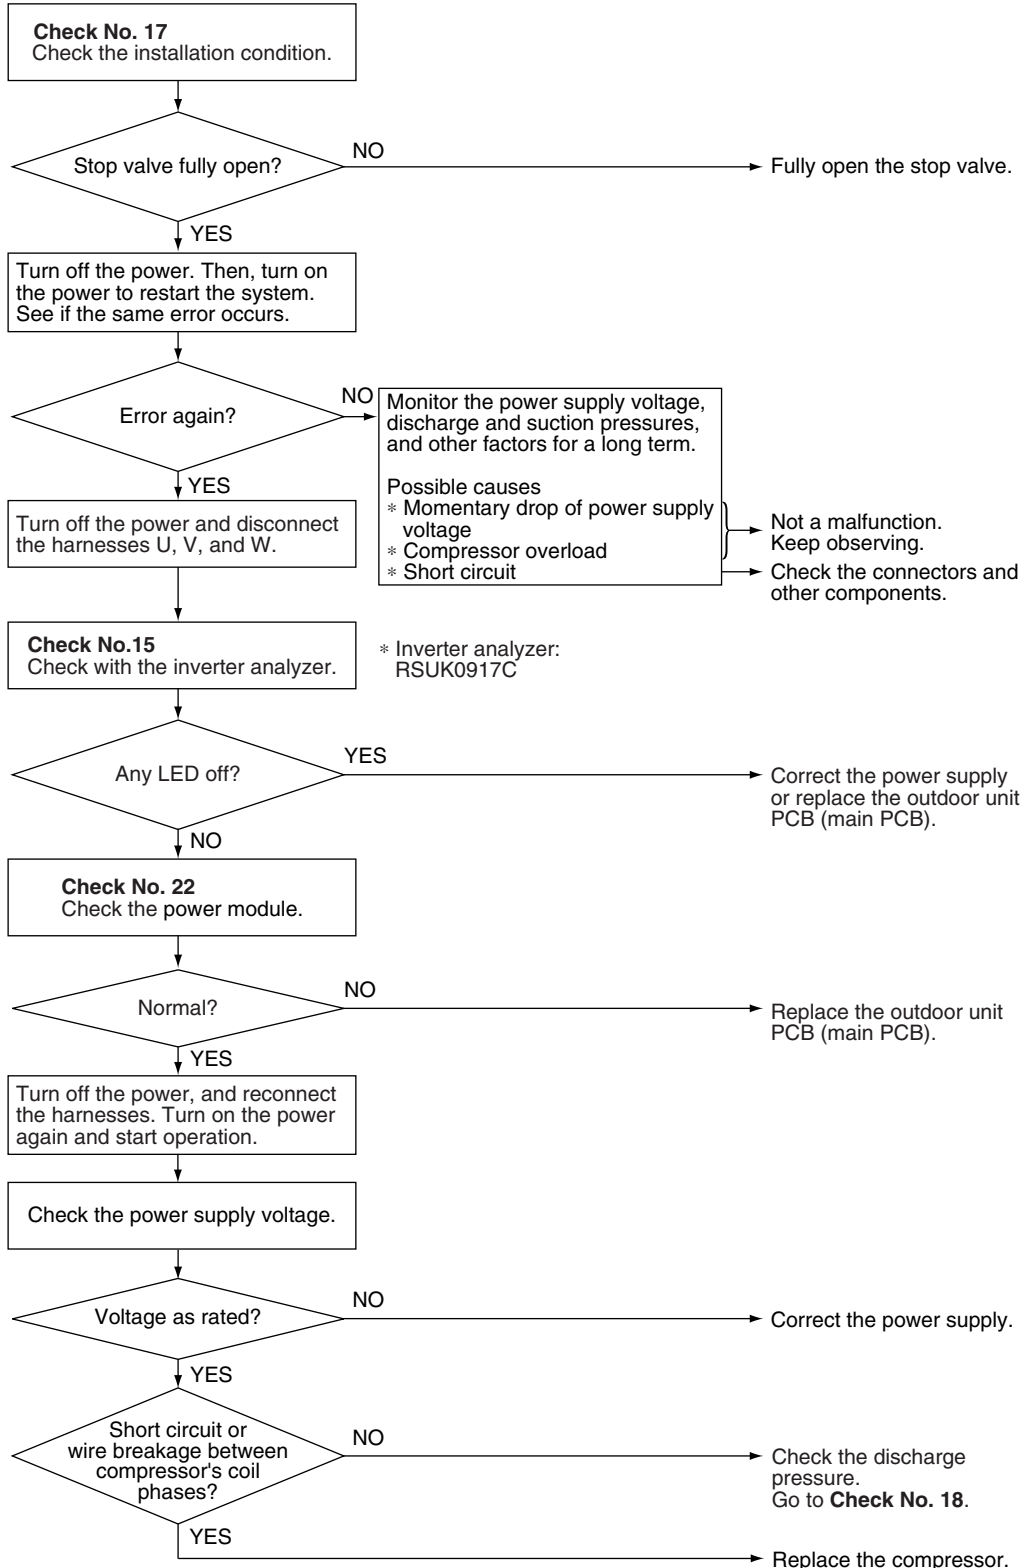 Check No. 17
Check the installation condition.
Stop valve fully open?
NO
Fully open the stop valve.
YES
Turn off the power. Then, turn on
the power to restart the system.
See if the same error occurs.
Error again?
NO
Monitor the power supply voltage,
discharge and suction pressures,
and other factors for a long term.
Possible causes
* Momentary drop of power supply
voltage
* Compressor overload
* Short circuit
Not a malfunction.
Keep observing.
Check the connectors and
other components.
YES
Turn off the power and disconnect
the harnesses U, V, and W.
Check No.15
Check with the inverter analyzer.
* Inverter analyzer:
RSUK0917C
Any LED off?
YES
Correct the power supply
or replace the outdoor unit
PCB (main PCB).
NO
Check No. 22
Check the power module.
Normal?
NO
Replace the outdoor unit
PCB (main PCB).
YES
Turn off the power, and reconnect
the harnesses. Turn on the power
again and start operation.
Check the power supply voltage.
Voltage as rated?
NO
Correct the power supply.
YES
Short circuit or
wire breakage between
compressor's coil
phases?
NO
Check the discharge
pressure.
Go to Check No. 18.
YES
Replace the compressor.